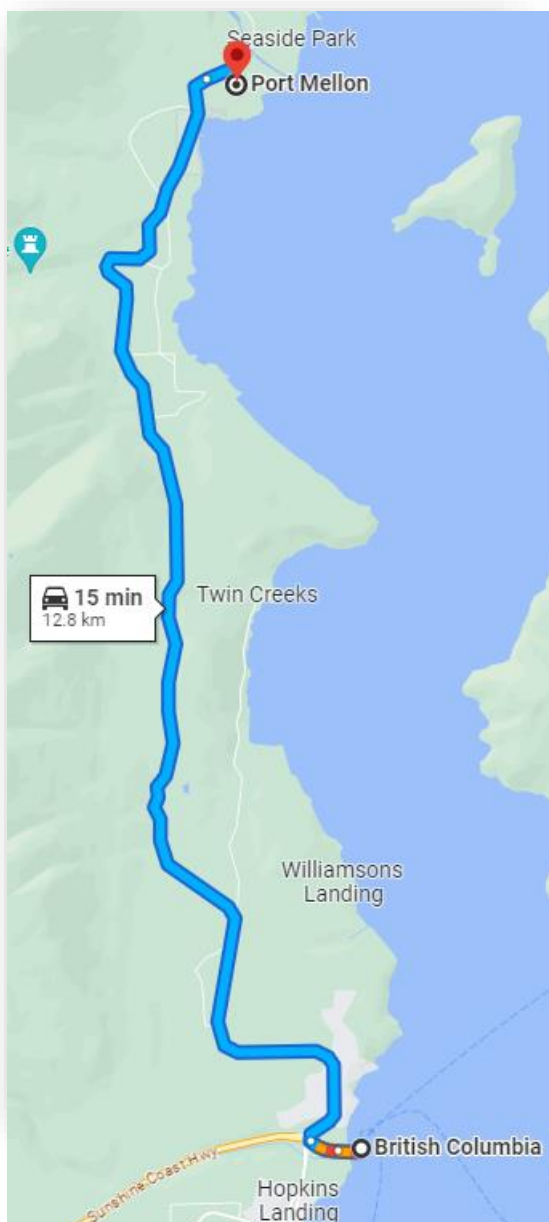 Seaside Park
Port Mellon
15 min
12.8 km
Twin Creeks
Williamsons
Landing
British Columbia
Sunshine Coast Hwy
Hopkins
Landing